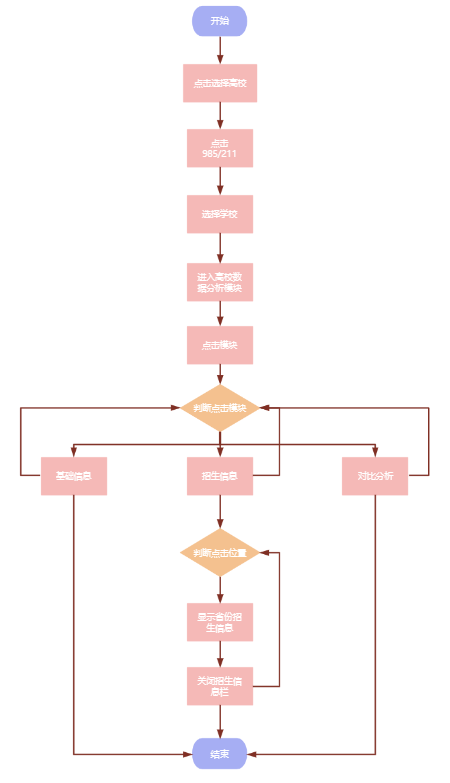 开始
点击选择高校
点击
985/211
选择学校
进入高校数
据分析模块
点击模块
判断点击模块
基础信息
招生信息
对比分析
判断点击位置
显示省份招
生信息
关闭招生信
息栏
结束